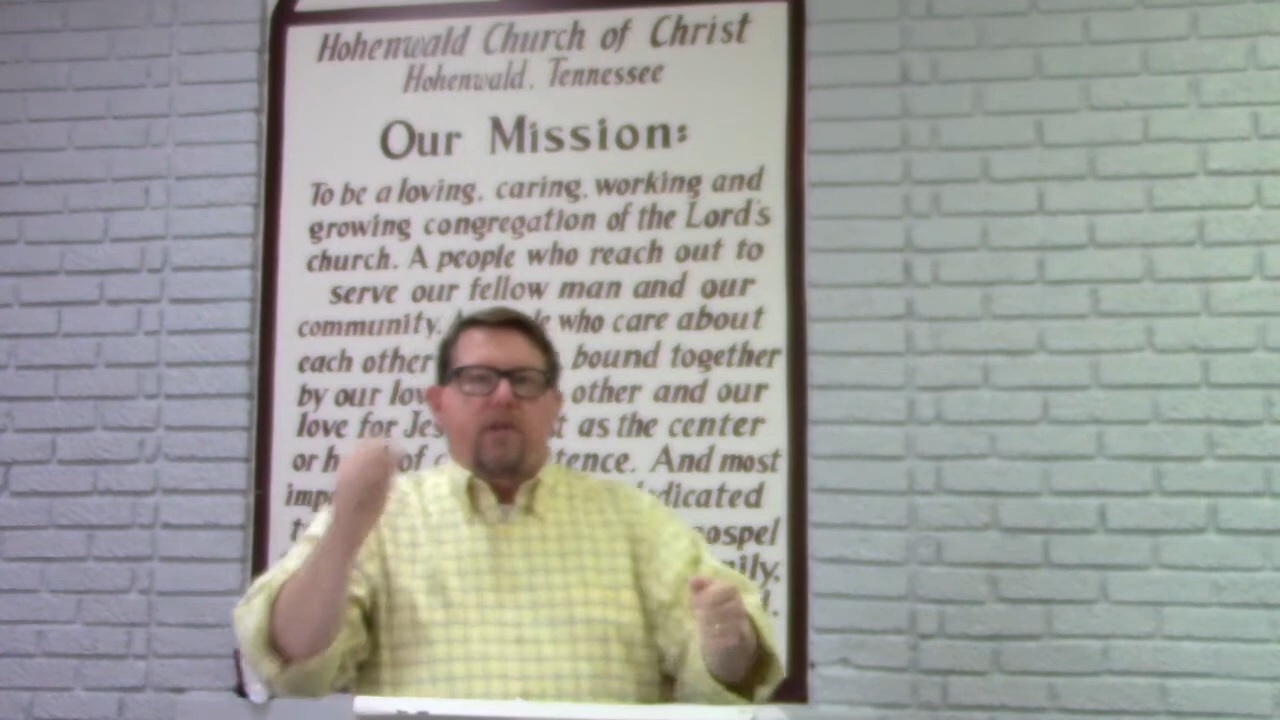 Hohenwald Church of Christ
Hohenwald, Tennessee
Our Mission:
To be a loving, caring, working and
growing congregation of the Lord's
church. A people who reach out to
serve our fellow man and our
community. who care about
each other bound together
by our other and our
love for as the center
or of And most
gospel